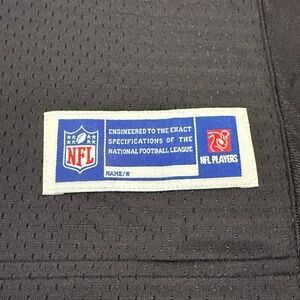 NFL
ENGINEERED TO THE EXACT
SPECIFICATIONS OF THE
NATIONAL FOOTBALL LEAGUE
NAME/#
NFL PLAYERS